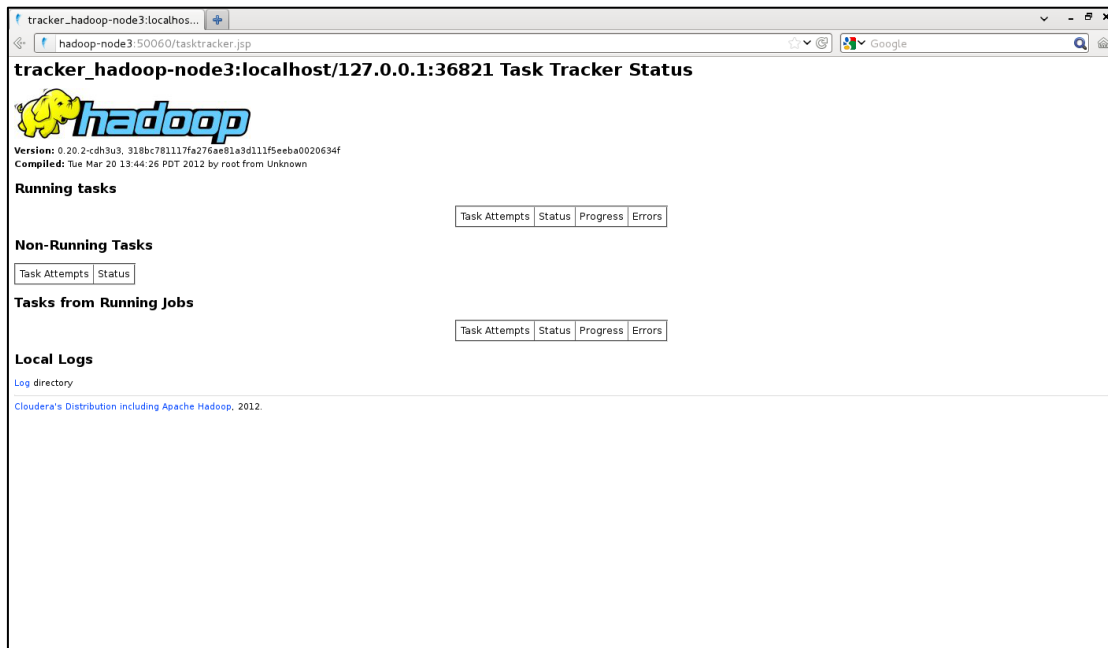 tracker_hadoop-node3:localhos...
hadoop-node3:50060/tasktracker.jsp
Google
tracker_hadoop-node3:localhost/127.0.0.1:36821 Task Tracker Status
hadoop
Version: 0.20.2-cdh3u3, 318bc781117fa276ae81a3d111f5eeba0020634f
Compiled: Tue Mar 20 13:44:26 PDT 2012 by root from Unknown
Running tasks
Task Attempts Status Progress Errors
Non-Running Tasks
Task Attempts Status
Tasks from Running Jobs
Task Attempts Status Progress Errors
Local Logs
Log directory
Cloudera's Distribution including Apache Hadoop, 2012.